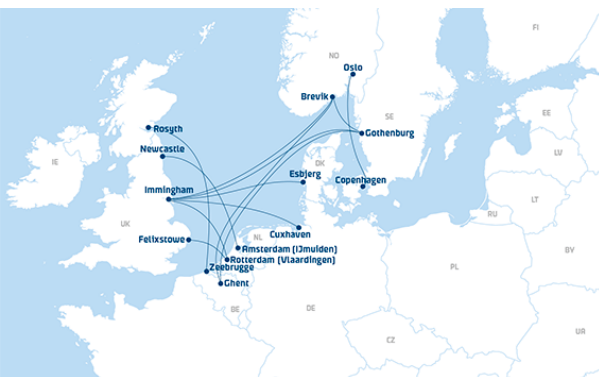 FI
NO
Oslo
Brevik
SE
EE
Rosyth
Gothenburg
LV
Newcastle
IE
DK
Esbjerg
Copenhagen
Immingham
LT
RU
UK
Felixstowe
Cuxhaven
NL
Amsterdam (IJmuiden)
BY
Rotterdam (Vlaardingen)
Zeebrugge
PL
Ghent
BE
DE
UA
CZ